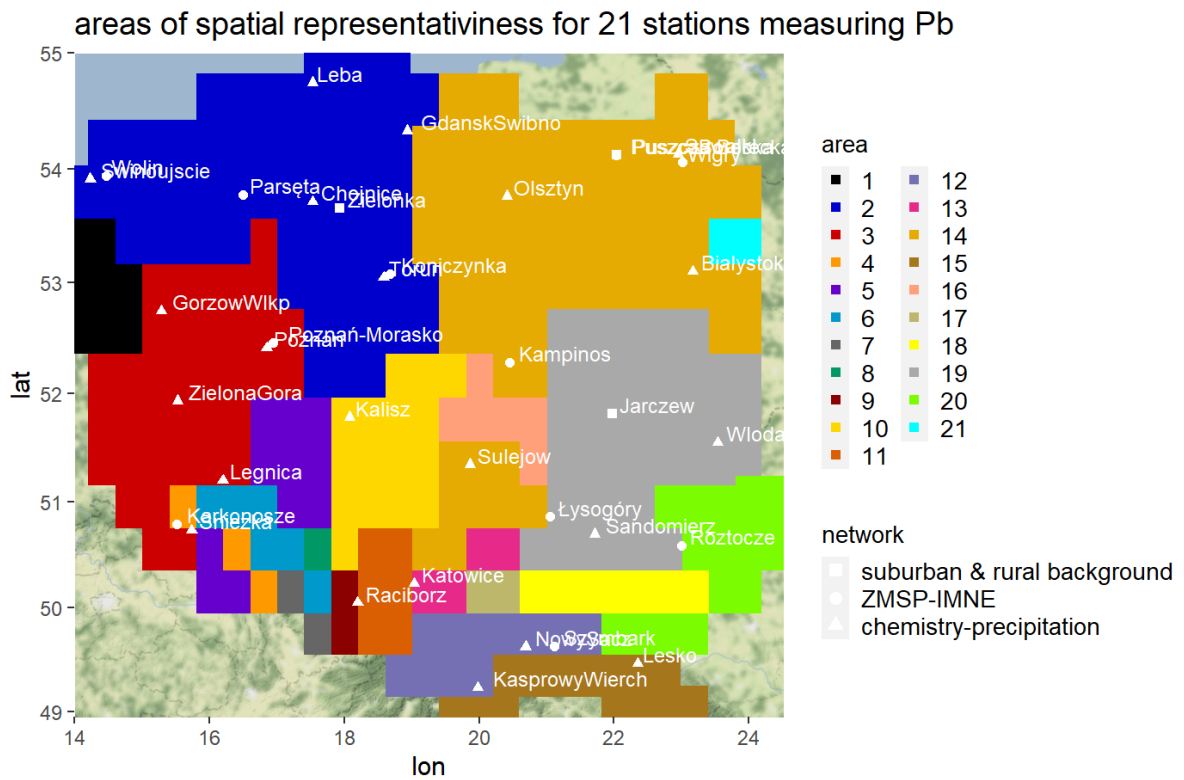 areas of spatial representativiness for 21 stations measuring Pb
55
54
53
52
51
50
49
lat
14
16
18
20
22
24
lon
Leba
GdanskSwibno
Wigry
Wolin
Swinoujscie
Parsęta
Chojnice
Zielonka
Olsztyn
Koniczynka
Torun
Bialystok
GorzowWlkp
Poznań-Morasko
Poznan
Kampinos
ZielonaGora
Kalisz
Jarczew
Wloda
Sulejow
Legnica
Karkonosze
Sniezka
Łysogóry
Sandomierz
Roztocze
Katowice
Raciborz
NowySacz
Szymbark
Lesko
KasprowyWierch
area
1 12
2 13
3 14
4 15
5 16
6 17
7 18
8 19
9 20
10 21
11
network
suburban & rural background
ZMSP-IMNE
chemistry-precipitation